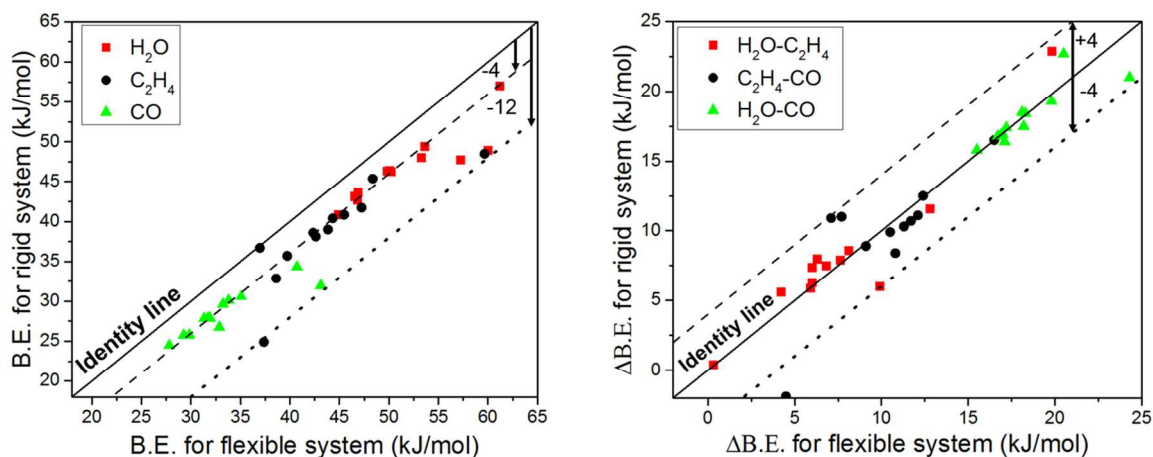 65
60
55
50
45
40
35
30
25
20
B.E. for rigid system (kJ/mol)
H₂O
C₂H₄
CO
-4
-12
Identity line
20 25 30 35 40 45 50 55 60 65
B.E. for flexible system (kJ/mol)
25
20
15
10
5
0
ΔB.E. for rigid system (kJ/mol)
H₂O-C₂H₄
C₂H₄-CO
H₂O-CO
+4
-4
Identity line
0 5 10 15 20 25
ΔB.E. for flexible system (kJ/mol)